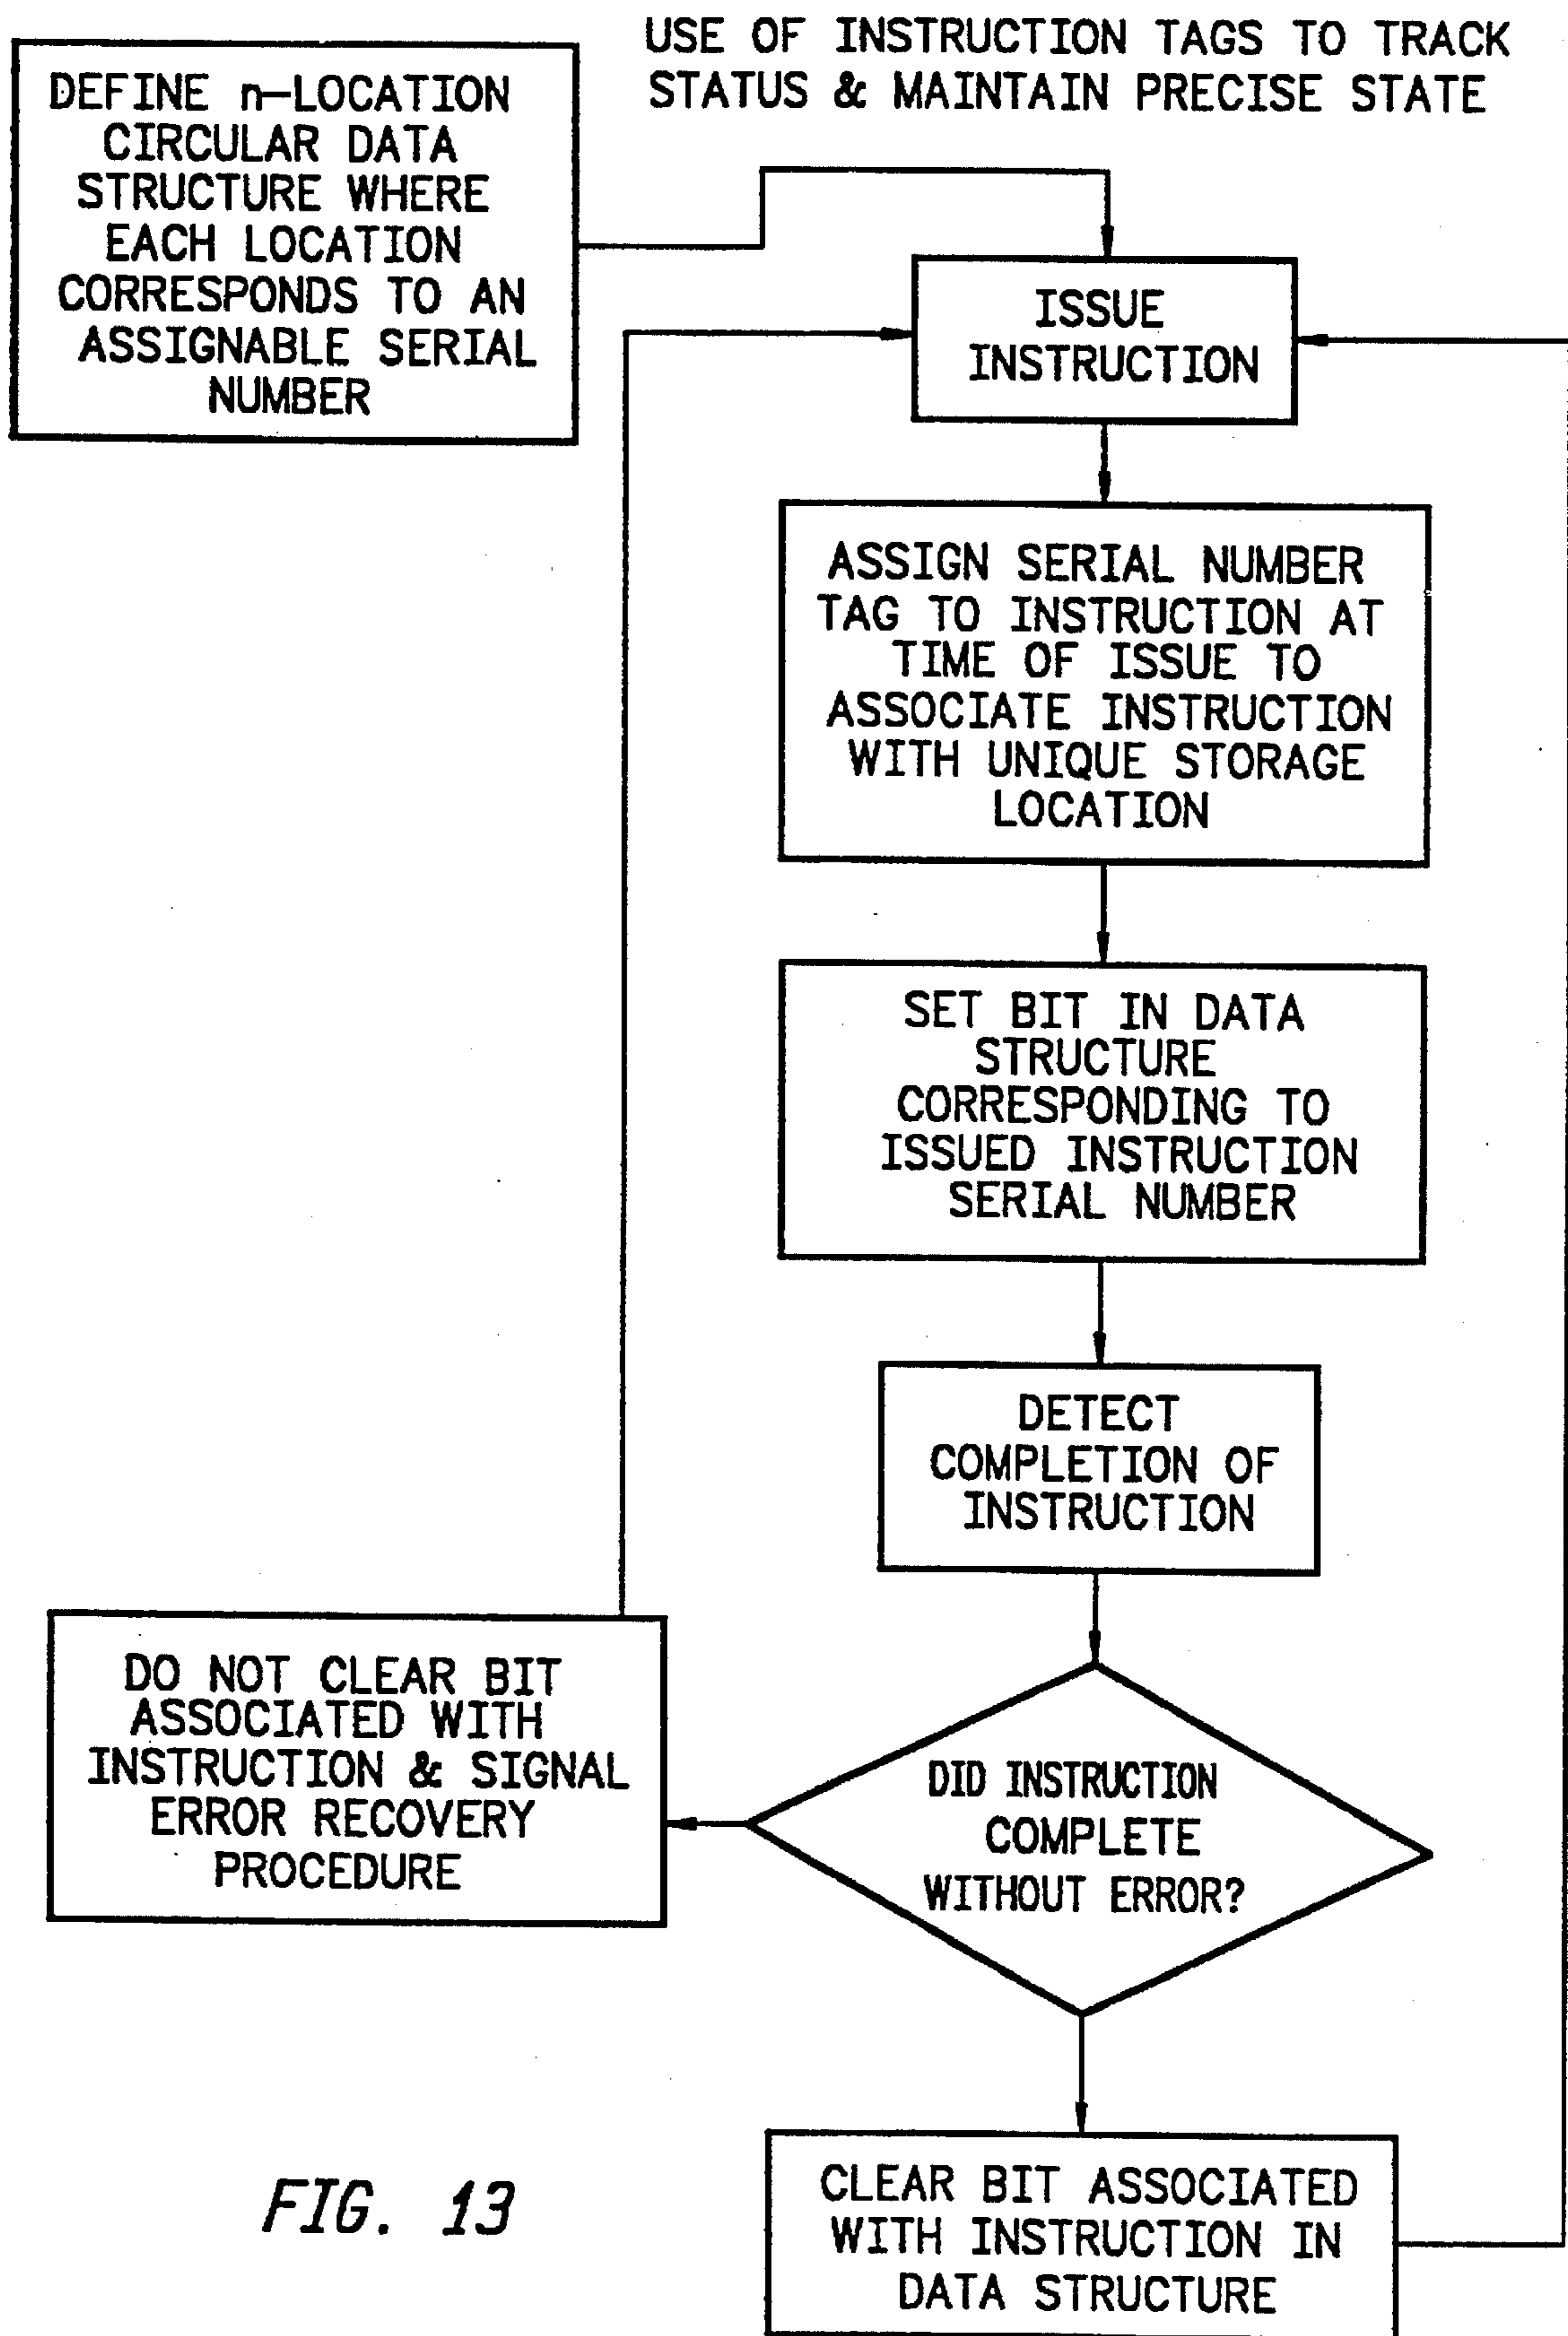 USE OF INSTRUCTION TAGS TO TRACK
STATUS & MAINTAIN PRECISE STATE
DEFINE n-LOCATION
CIRCULAR DATA
STRUCTURE WHERE
EACH LOCATION
CORRESPONDS TO AN
ASSIGNABLE SERIAL
NUMBER
ISSUE
INSTRUCTION
ASSIGN SERIAL NUMBER
TAG TO INSTRUCTION AT
TIME OF ISSUE TO
ASSOCIATE INSTRUCTION
WITH UNIQUE STORAGE
LOCATION
SET BIT IN DATA
STRUCTURE
CORRESPONDING TO
ISSUED INSTRUCTION
SERIAL NUMBER
DETECT
COMPLETION OF
INSTRUCTION
DID INSTRUCTION
COMPLETE
WITHOUT ERROR?
DO NOT CLEAR BIT
ASSOCIATED WITH
INSTRUCTION & SIGNAL
ERROR RECOVERY
PROCEDURE
CLEAR BIT ASSOCIATED
WITH INSTRUCTION IN
DATA STRUCTURE
FIG. 13